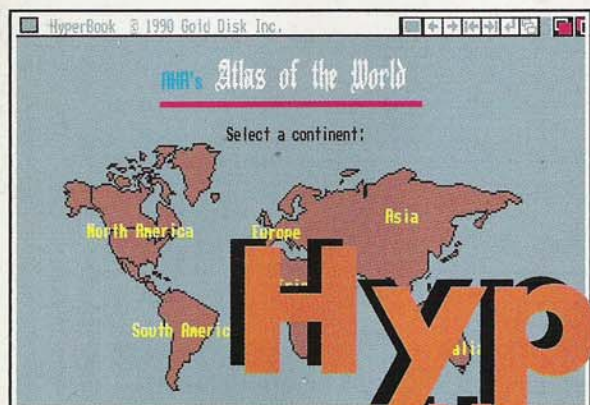 HyperBook © 1990 Gold Disk Inc.
AHA's Atlas of the World
Select a continent:
North America
Europe
Asia
South Americ
ali
Hyp